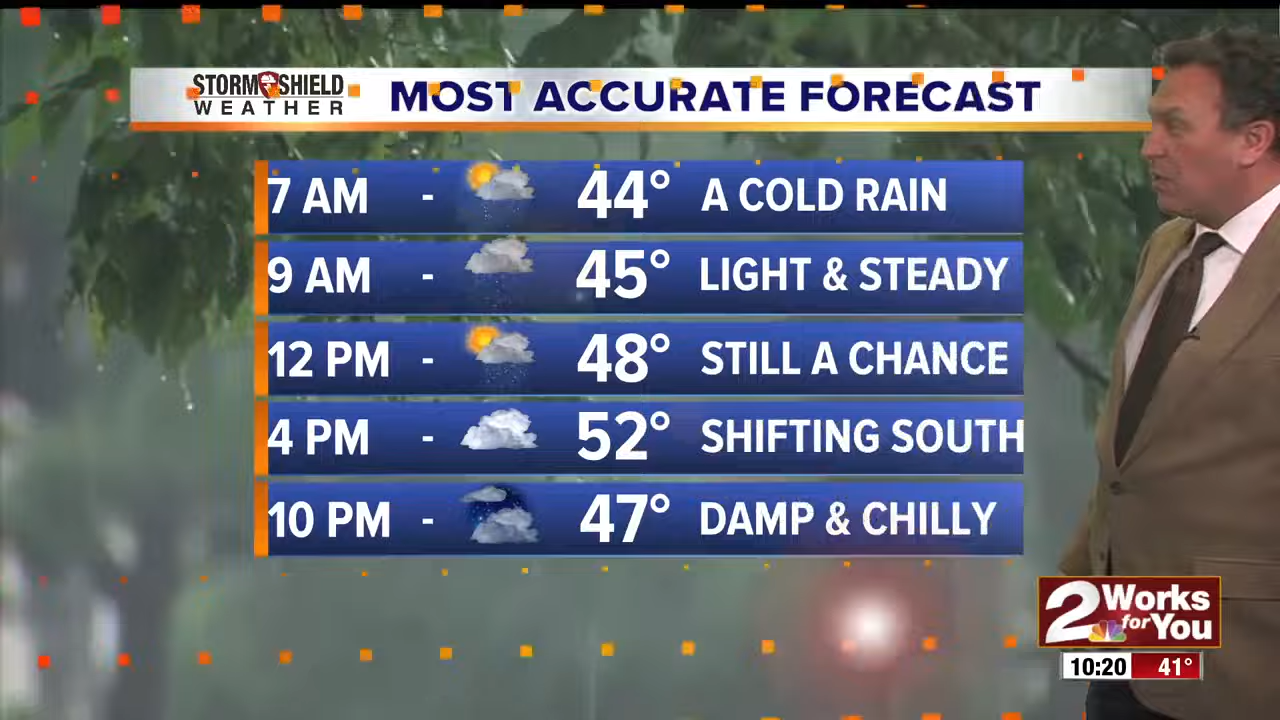 STORM SHIELD
WEATHER
MOST ACCURATE FORECAST
7 AM - 44° A COLD RAIN
9 AM - 45° LIGHT & STEADY
12 PM - 48° STILL A CHANCE
4 PM - 52° SHIFTING SOUTH
10 PM - 47° DAMP & CHILLY
2 Works
for You
10:20 41°